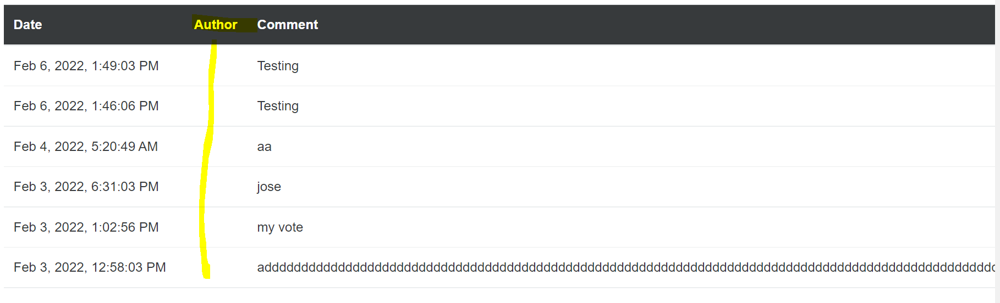 Date Author Comment
Feb 6, 2022, 1:49:03 PM Testing
Feb 6, 2022, 1:46:06 PM Testing
Feb 4, 2022, 5:20:49 AM aa
Feb 3, 2022, 6:31:03 PM jose
Feb 3, 2022, 1:02:56 PM my vote
Feb 3, 2022, 12:58:03 PM